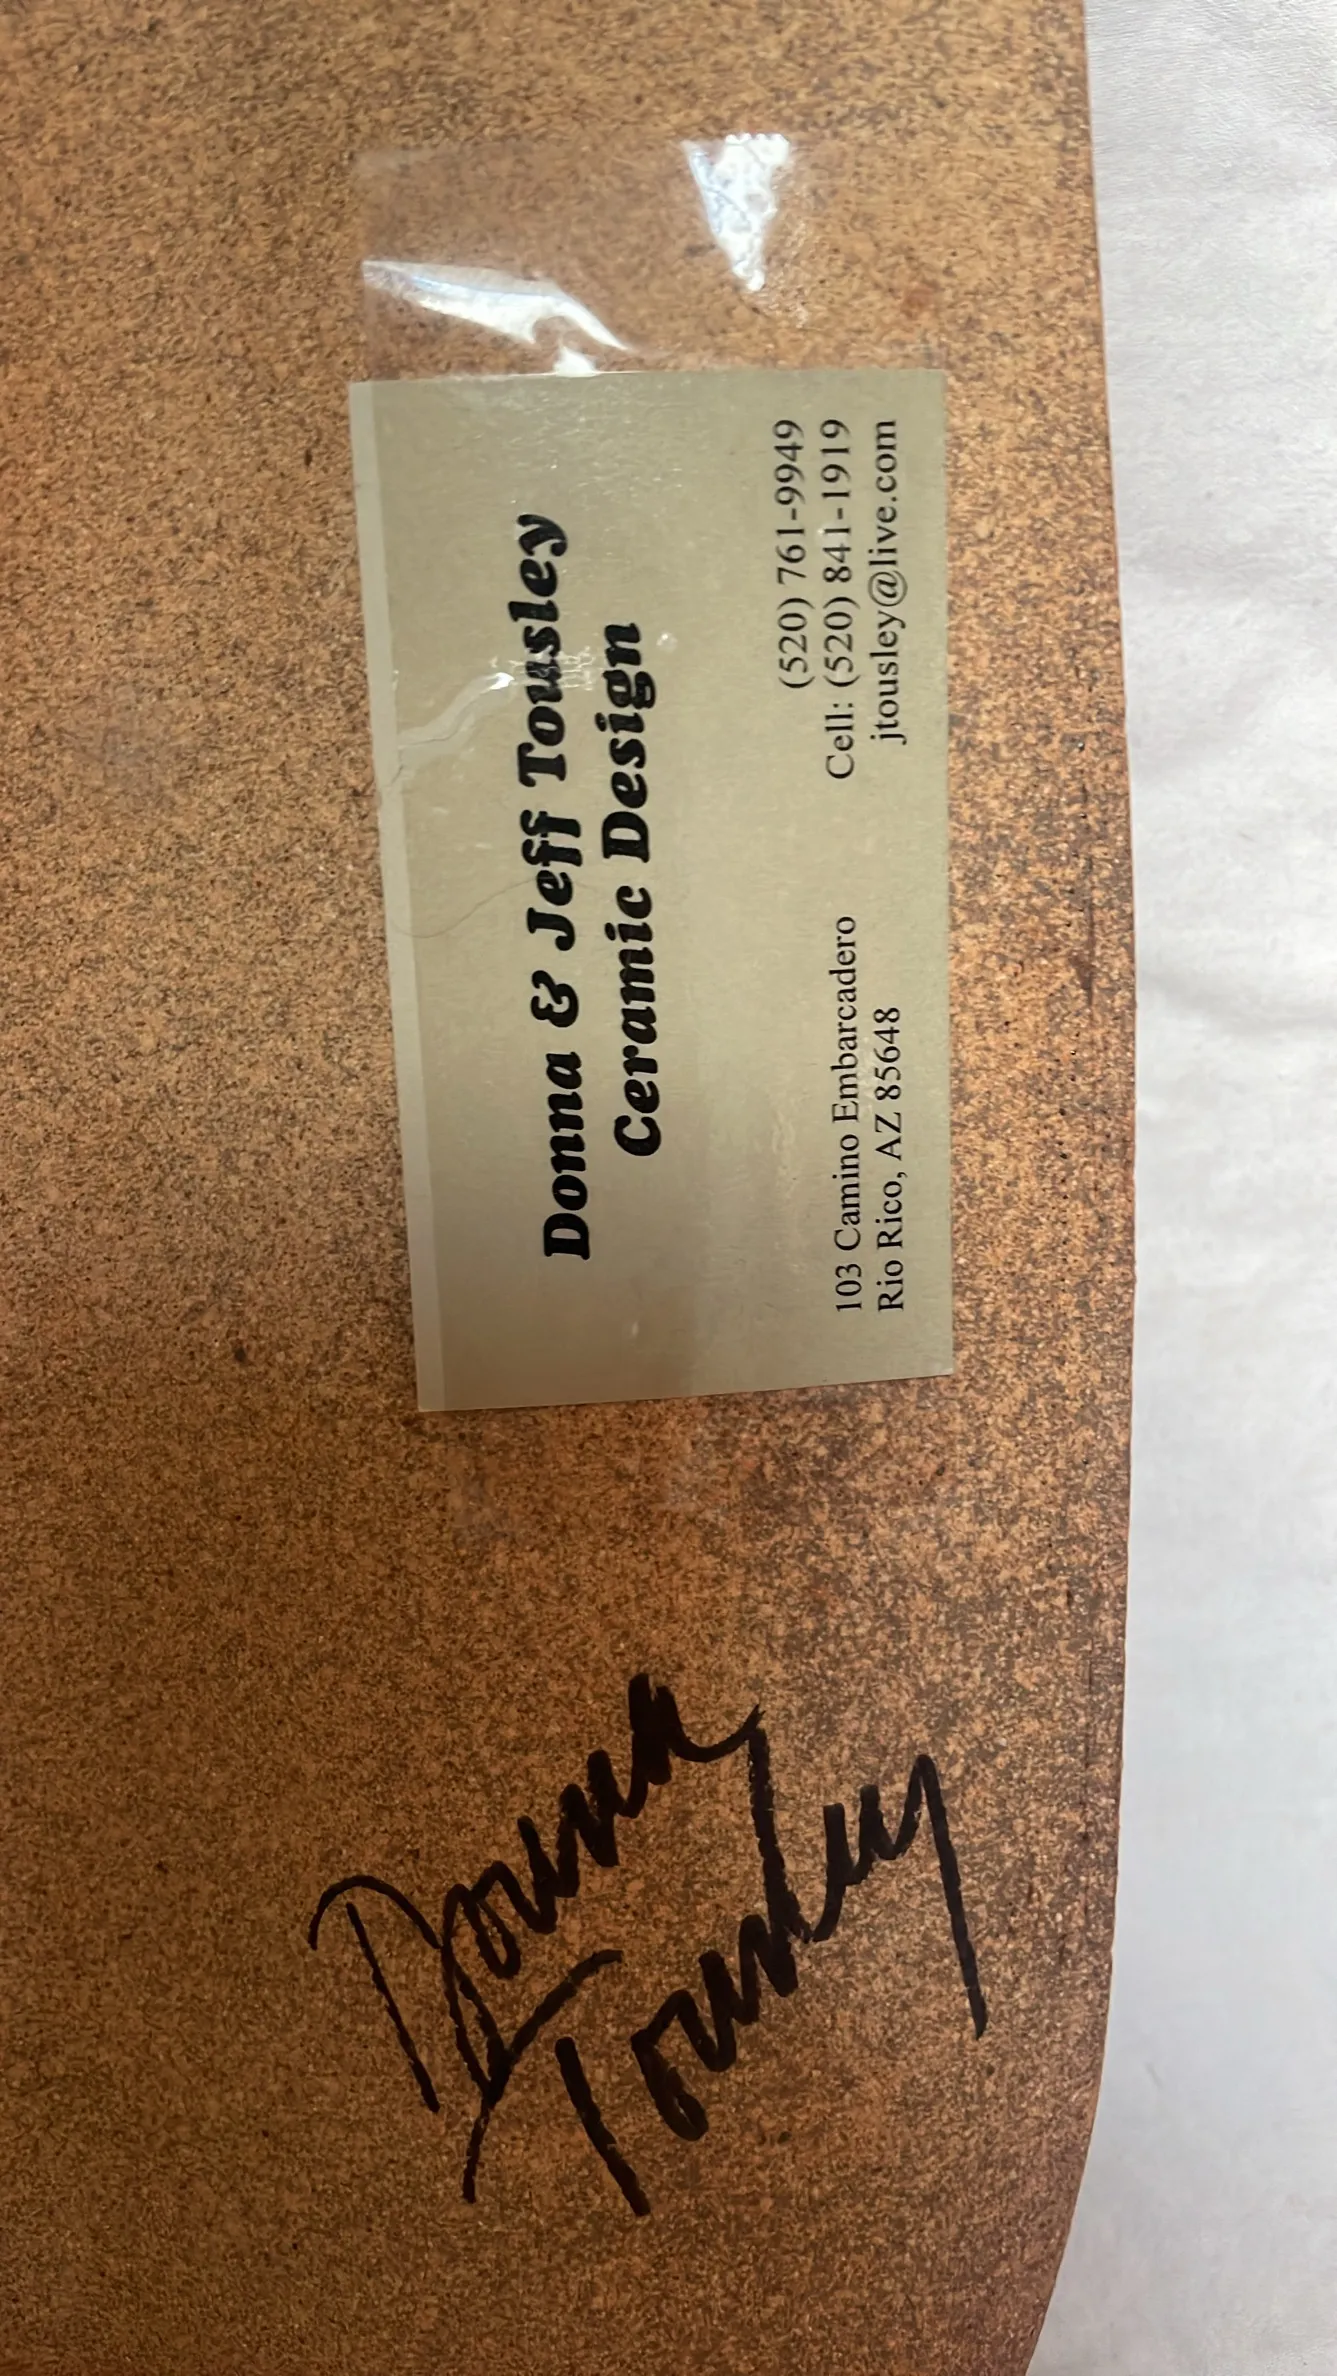 Donna & Jeff Tousley
Ceramic Design
(520) 761-9949
103 Camino Embarcadero Cell: (520) 841-1919
Rio Rico, AZ 85648 jtousley@live.com
Donna
Tousley